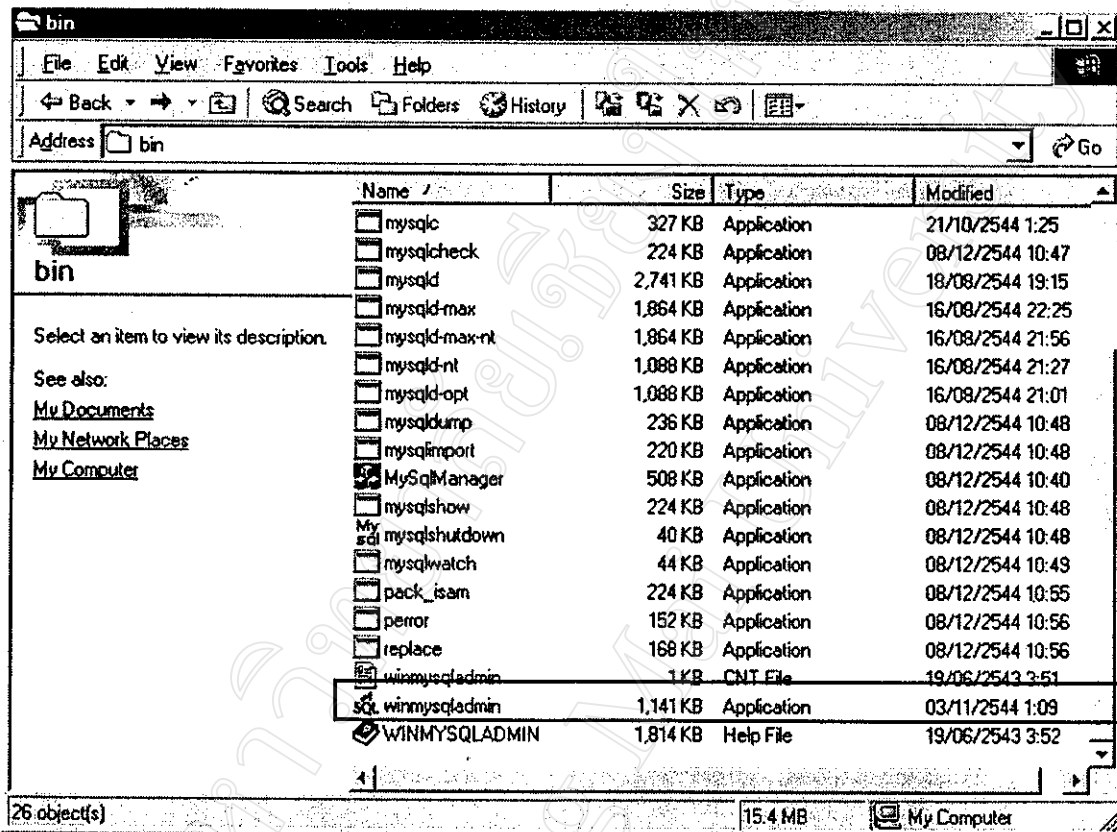 bin
File Edit View Favorites Tools Help
Back Search Folders History
Address bin Go
bin
Select an item to view its description.
See also:
My Documents
My Network Places
My Computer
Name Size Type Modified
mysqlc 327 KB Application 21/10/2544 1:25
mysqlcheck 224 KB Application 08/12/2544 10:47
mysqld 2,741 KB Application 18/08/2544 19:15
mysqld-max 1,864 KB Application 16/08/2544 22:25
mysqld-max-nt 1,864 KB Application 16/08/2544 21:56
mysqld-nt 1,088 KB Application 16/08/2544 21:27
mysqld-opt 1,088 KB Application 16/08/2544 21:01
mysqldump 236 KB Application 08/12/2544 10:48
mysqlimport 220 KB Application 08/12/2544 10:48
MySqlManager 508 KB Application 08/12/2544 10:40
mysqlshow 224 KB Application 08/12/2544 10:48
mysqlshutdown 40 KB Application 08/12/2544 10:48
mysqlwatch 44 KB Application 08/12/2544 10:49
pack_isam 224 KB Application 08/12/2544 10:55
perror 152 KB Application 08/12/2544 10:56
replace 168 KB Application 08/12/2544 10:56
winmysqladmin 1 KB CNT File 19/06/2543 3:51
winmysqladmin 1,141 KB Application 03/11/2544 1:09
WINMYSQLADMIN 1,814 KB Help File 19/06/2543 3:52
26 object(s) 15.4 MB My Computer